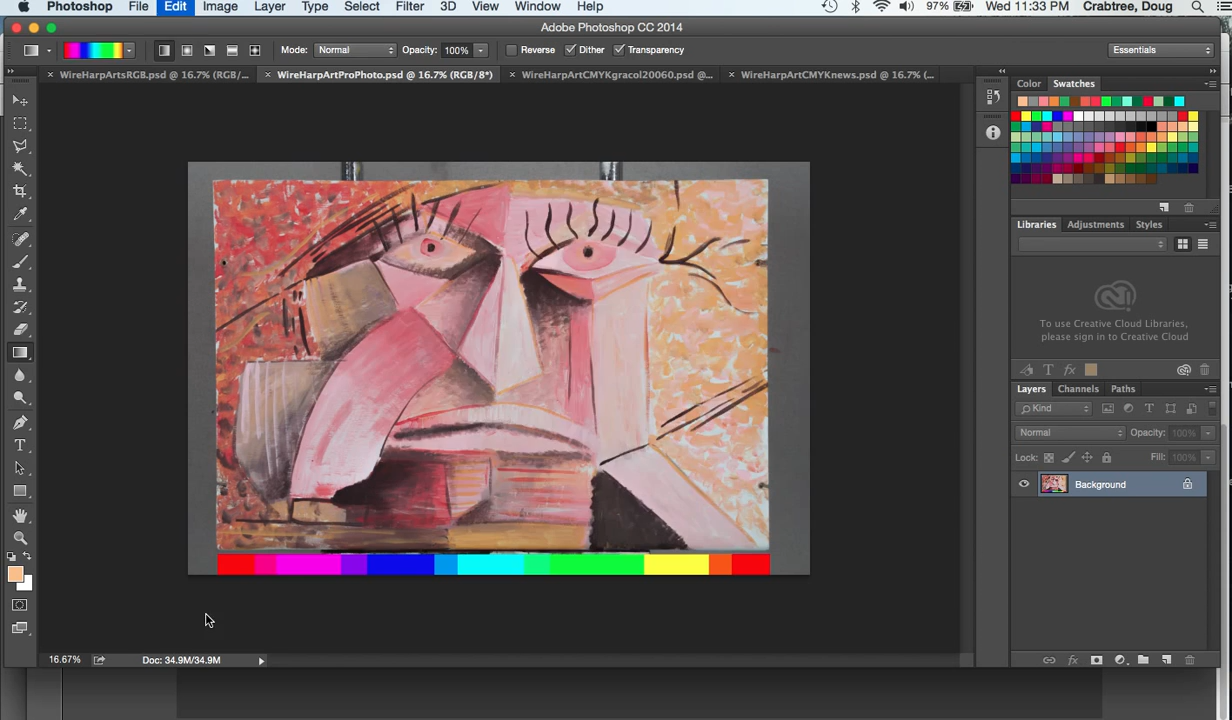 Photoshop File Edit Image Layer Type Select Filter 3D View Window Help 97% Wed 11:33 PM Crabtree, Doug
Adobe Photoshop CC 2014
Mode: Normal Opacity: 100% Reverse Dither Transparency Essentials
WireHarpArtsRGB.psd @ 16.7% (RGB/... WireHarpArtProPhoto.psd @ 16.7% (RGB/8*) WireHarpArtCMYKgracol20060.psd @... WireHarpArtCMYKnews.psd @ 16.7% (...
Color Swatches
Libraries Adjustments Styles
To use Creative Cloud Libraries,
please sign in to Creative Cloud
T fx
Layers Channels Paths
Kind T
Normal Opacity: 100%
Lock: Fill: 100%
Background
16.67% Doc: 34.9M/34.9M fx